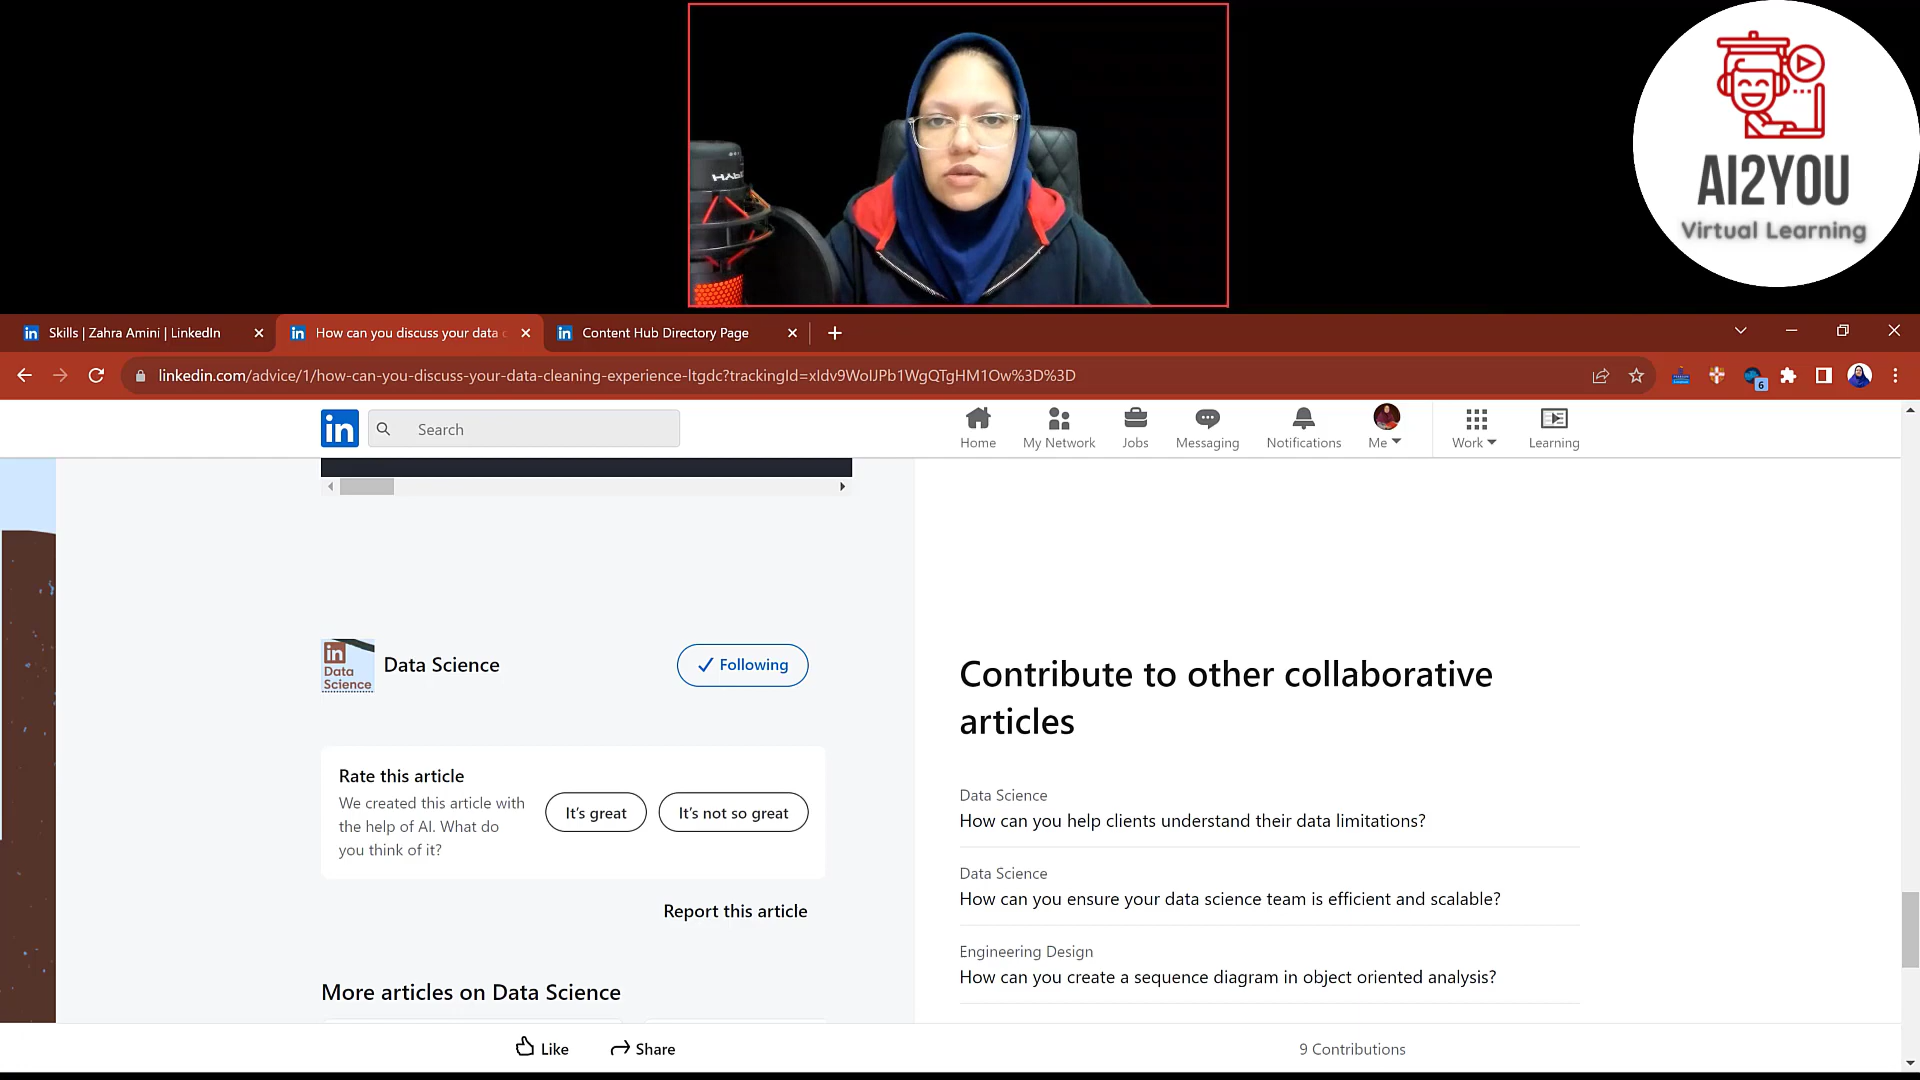 HAVI
AI2YOU
Virtual Learning
Skills | Zahra Amini | LinkedIn
How can you discuss your data c
Content Hub Directory Page
linkedin.com/advice/1/how-can-you-discuss-your-data-cleaning-experience-ltgdc?trackingId=xIdv9WoIJPb1WgQTgHM1Ow%3D%3D
6
in
Search
Home
My Network
Jobs
Messaging
Notifications
Me
Work
Learning
in
Data
Science
Data Science
Following
Rate this article
We created this article with
the help of AI. What do
you think of it?
It's great
It's not so great
Report this article
More articles on Data Science
Contribute to other collaborative
articles
Data Science
How can you help clients understand their data limitations?
Data Science
How can you ensure your data science team is efficient and scalable?
Engineering Design
How can you create a sequence diagram in object oriented analysis?
Like
Share
9 Contributions